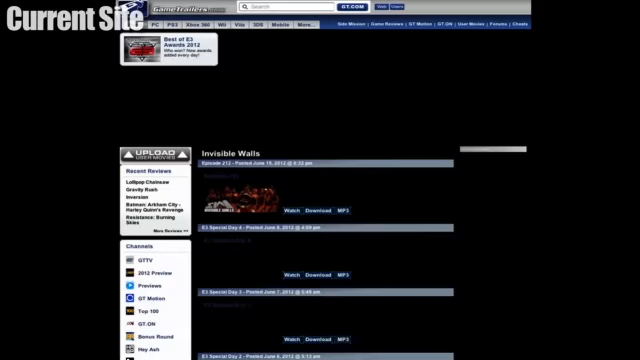 Current Site
GameTrailers.com
Search
GT.COM
Web
Users
PC
PS3
Xbox 360
Wii
Vita
3DS
Mobile
More
Side Mission | Game Reviews | GT Motion | GT.ON | User Movies | Forums | Cheats
Best of E3
Awards 2012
Who won? New awards
added every day!
UPLOAD
USER MOVIES
Invisible Walls
Episode 212 - Posted June 15, 2012 @ 6:32 pm
Recent Reviews
Lollipop Chainsaw
Gravity Rush
Inversion
Batman: Arkham City -
Harley Quinn's Revenge
Resistance: Burning
Skies
More Reviews >>
INVISIBLE WALLS
Watch
Download
MP3
E3 Special Day 4 - Posted June 8, 2012 @ 4:59 pm
Watch
Download
MP3
Channels
GTTV
2012 Preview
Previews
GT Motion
Top 100
GT.ON
Bonus Round
Hey Ash
E3 Special Day 3 - Posted June 7, 2012 @ 5:49 am
Watch
Download
MP3
E3 Special Day 2 - Posted June 6, 2012 @ 5:13 pm